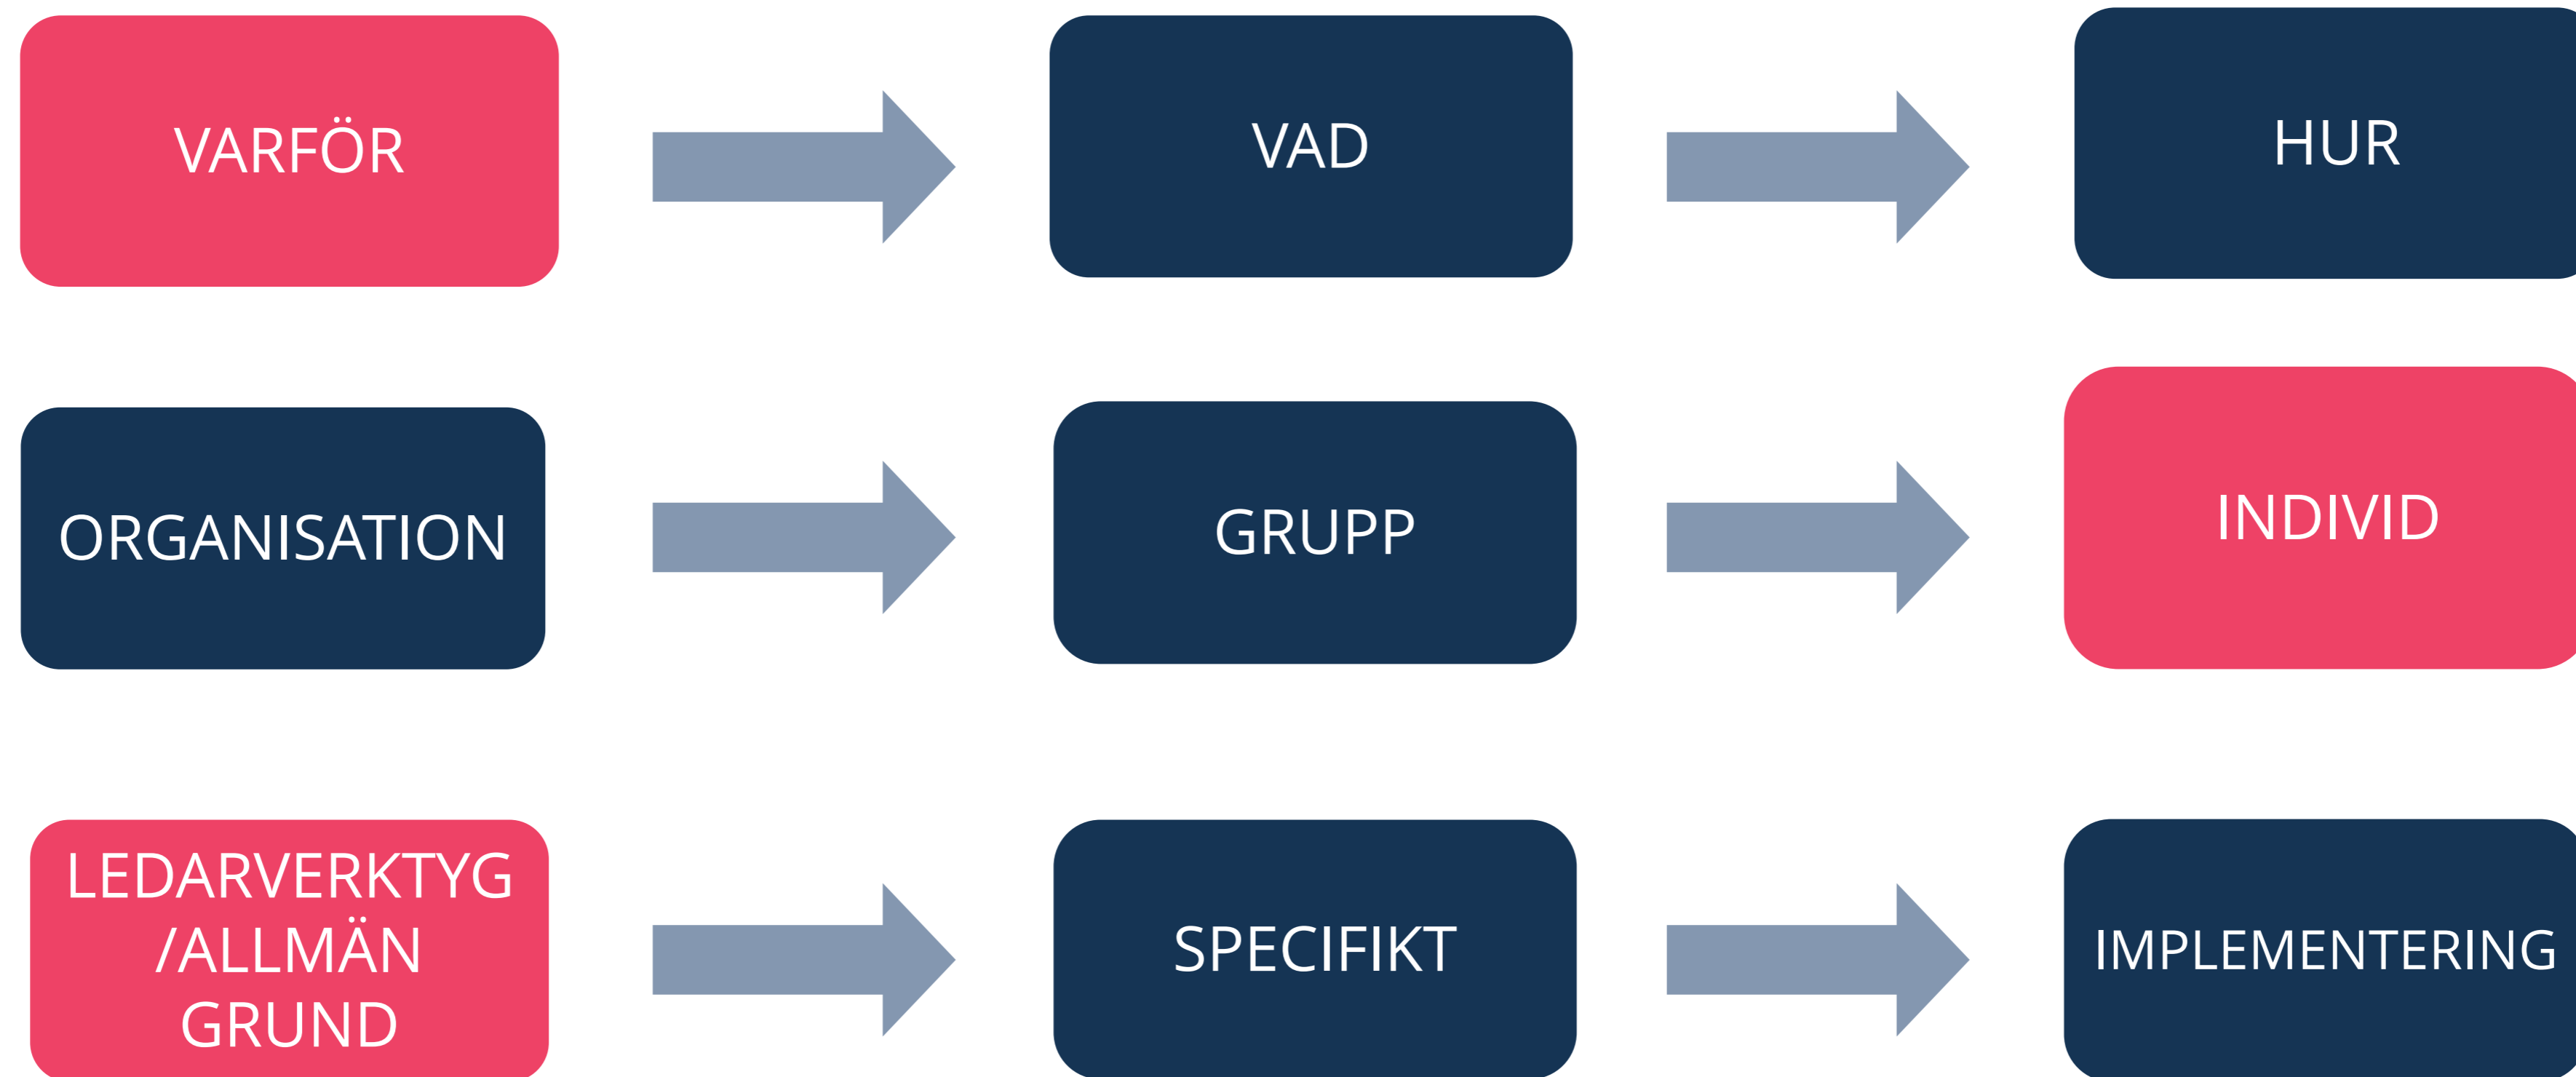 VARFÖR
VAD
HUR
ORGANISATION
GRUPP
INDIVID
LEDARVERKTYG
/ALLMÄN
GRUND
SPECIFIKT
IMPLEMENTERING